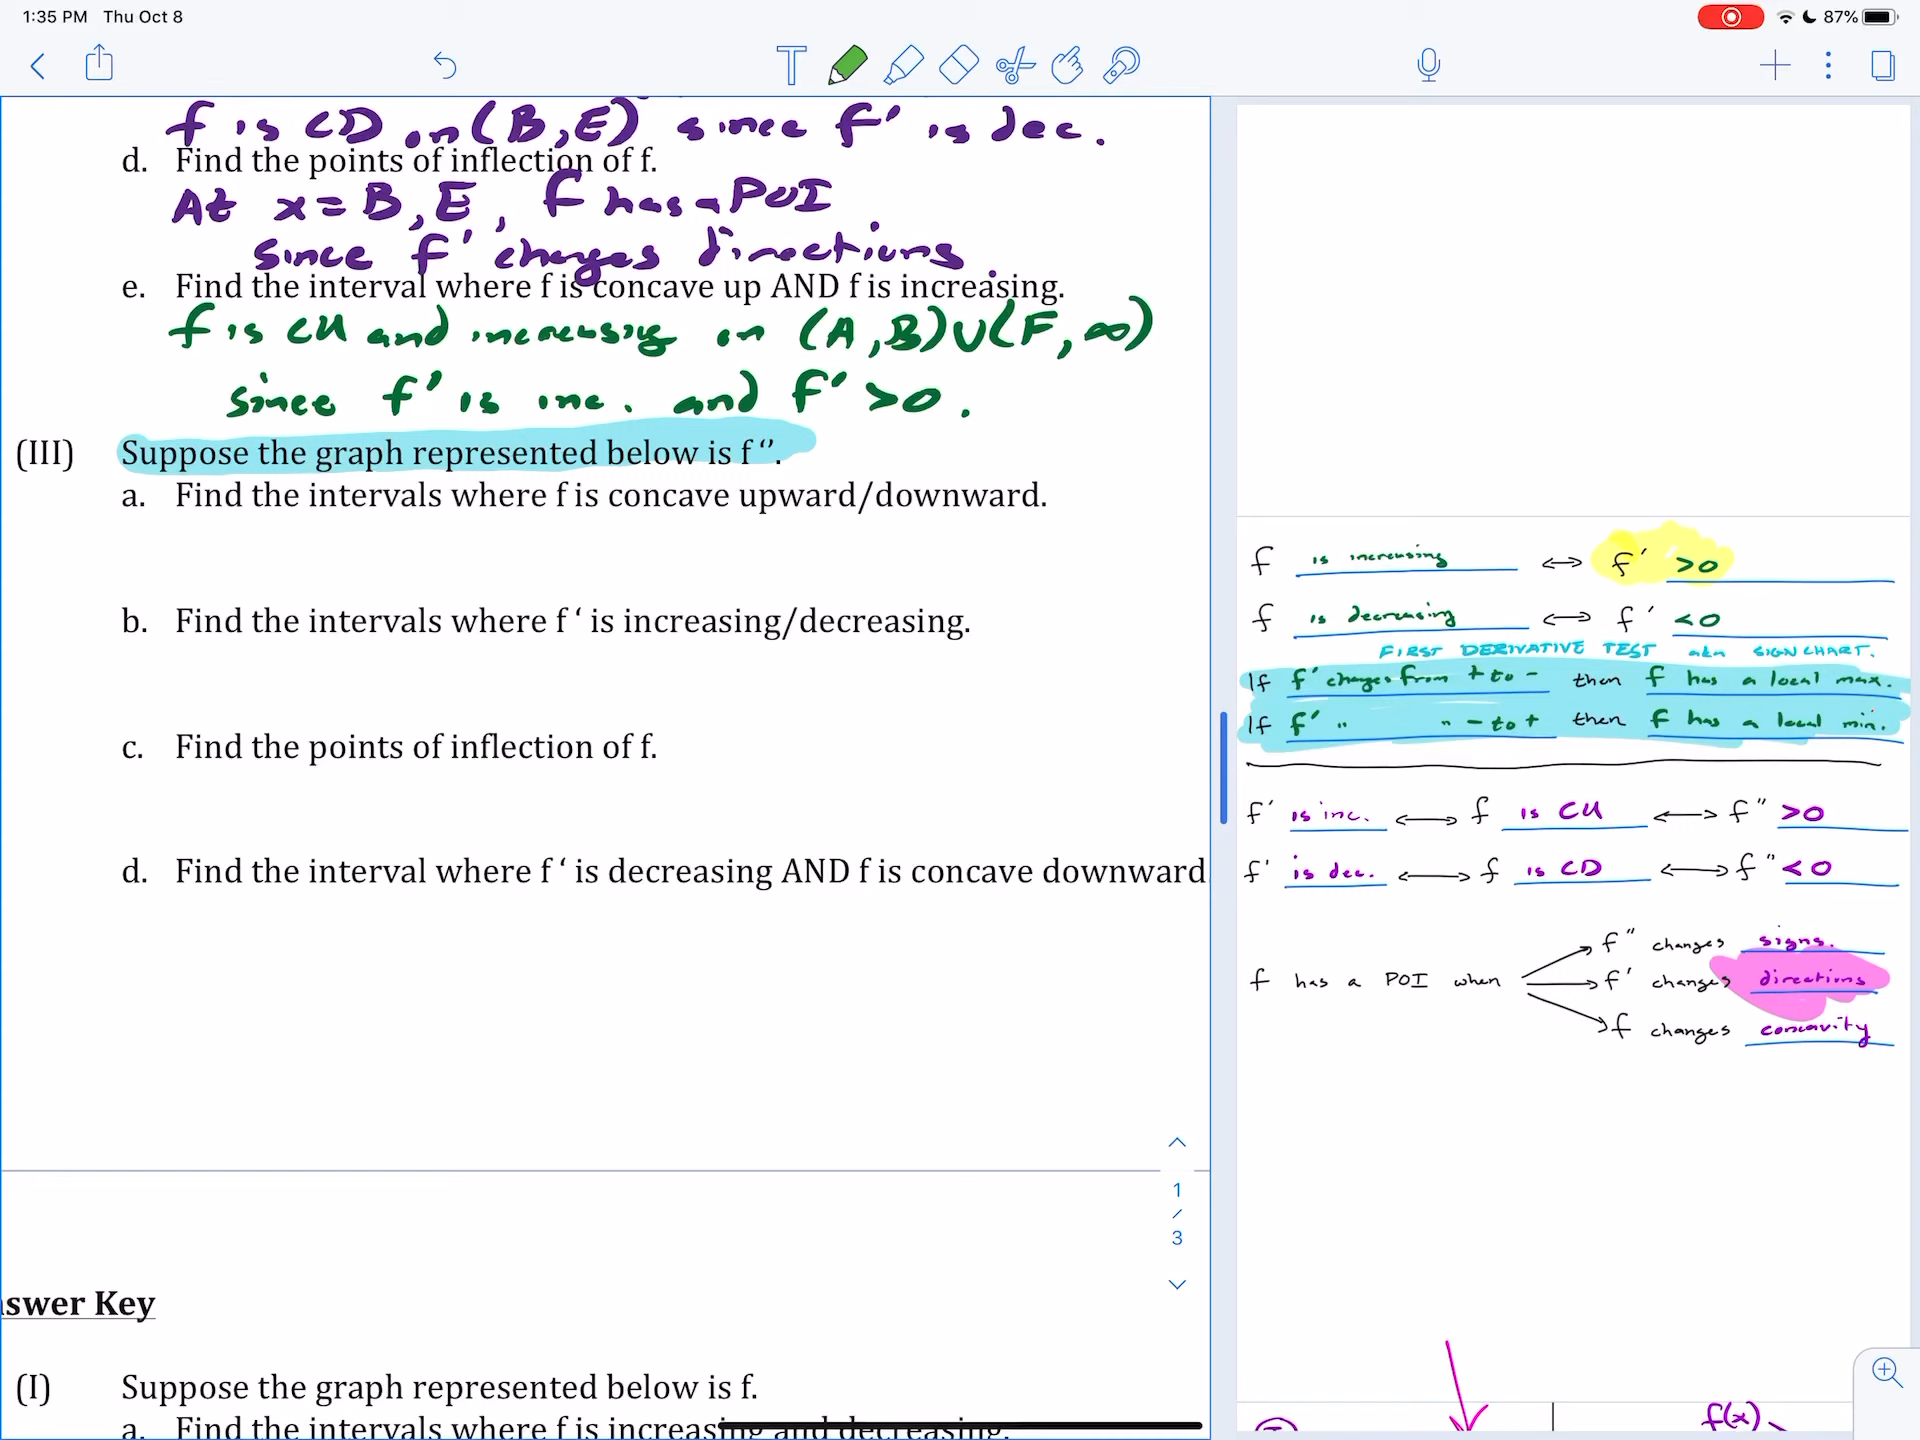 1:35 PM Thu Oct 8
87%
f is CD on (B,E) since f' is dec.
d. Find the points of inflection of f.
At x = B, E, f has a POI
since f' changes directions.
e. Find the interval where f is concave up AND f is increasing.
f is CU and increasing on (A,B)∪(F,∞)
since f' is inc. and f' >0.
(III) Suppose the graph represented below is f ‘’.
a. Find the intervals where f is concave upward/downward.
b. Find the intervals where f ‘ is increasing/decreasing.
c. Find the points of inflection of f.
d. Find the interval where f ‘ is decreasing AND f is concave downward
1
/
3
swer Key
(I) Suppose the graph represented below is f.
a. Find the intervals where f is increasing and decreasing.
f is increasing ↔ f' >0
f is decreasing ↔ f' <0
FIRST DERIVATIVE TEST aka SIGN CHART.
If f' changes from + to - then f has a local max.
If f' " " - to + then f has a local min.
f' is inc. ↔ f is CU ↔ f" >0
f' is dec. ↔ f is CD ↔ f" <0
f" changes signs.
f has a POI when → f' changes directions
f changes concavity
f(x)